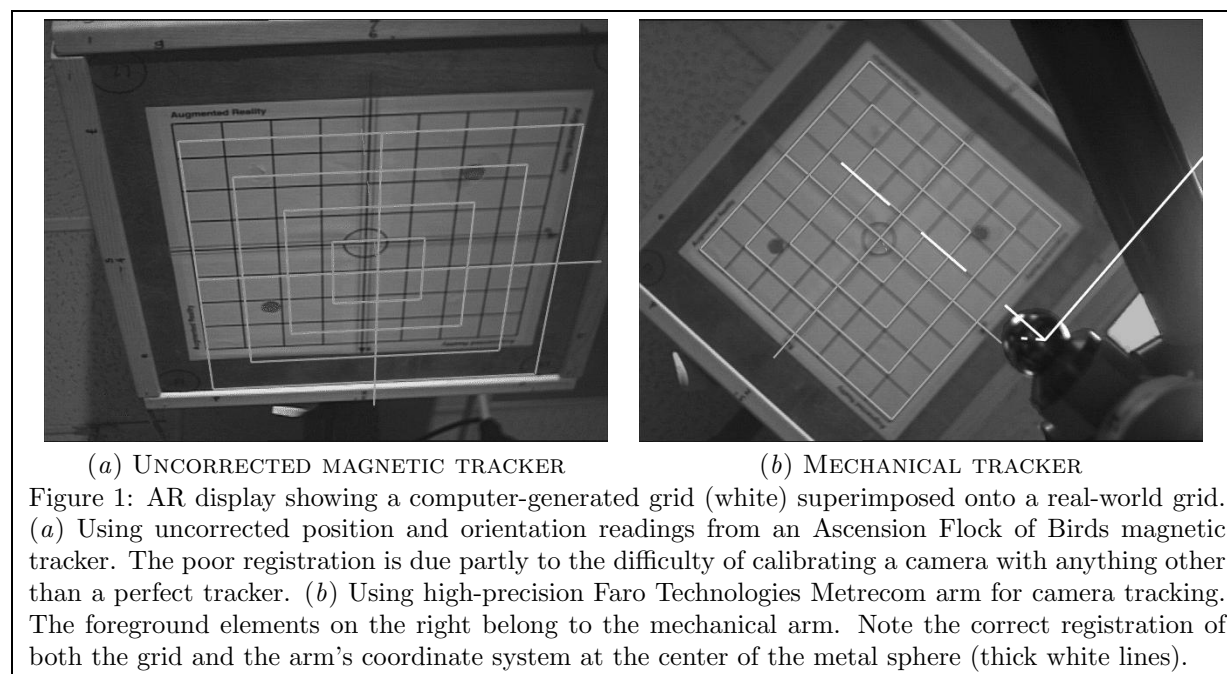 Augmented Reality
Augmented Reality
(a) UNCORRECTED MAGNETIC TRACKER
(b) MECHANICAL TRACKER
Figure 1: AR display showing a computer-generated grid (white) superimposed onto a real-world grid.
(a) Using uncorrected position and orientation readings from an Ascension Flock of Birds magnetic
tracker. The poor registration is due partly to the difficulty of calibrating a camera with anything other
than a perfect tracker. (b) Using high-precision Faro Technologies Metrecom arm for camera tracking.
The foreground elements on the right belong to the mechanical arm. Note the correct registration of
both the grid and the arm's coordinate system at the center of the metal sphere (thick white lines).